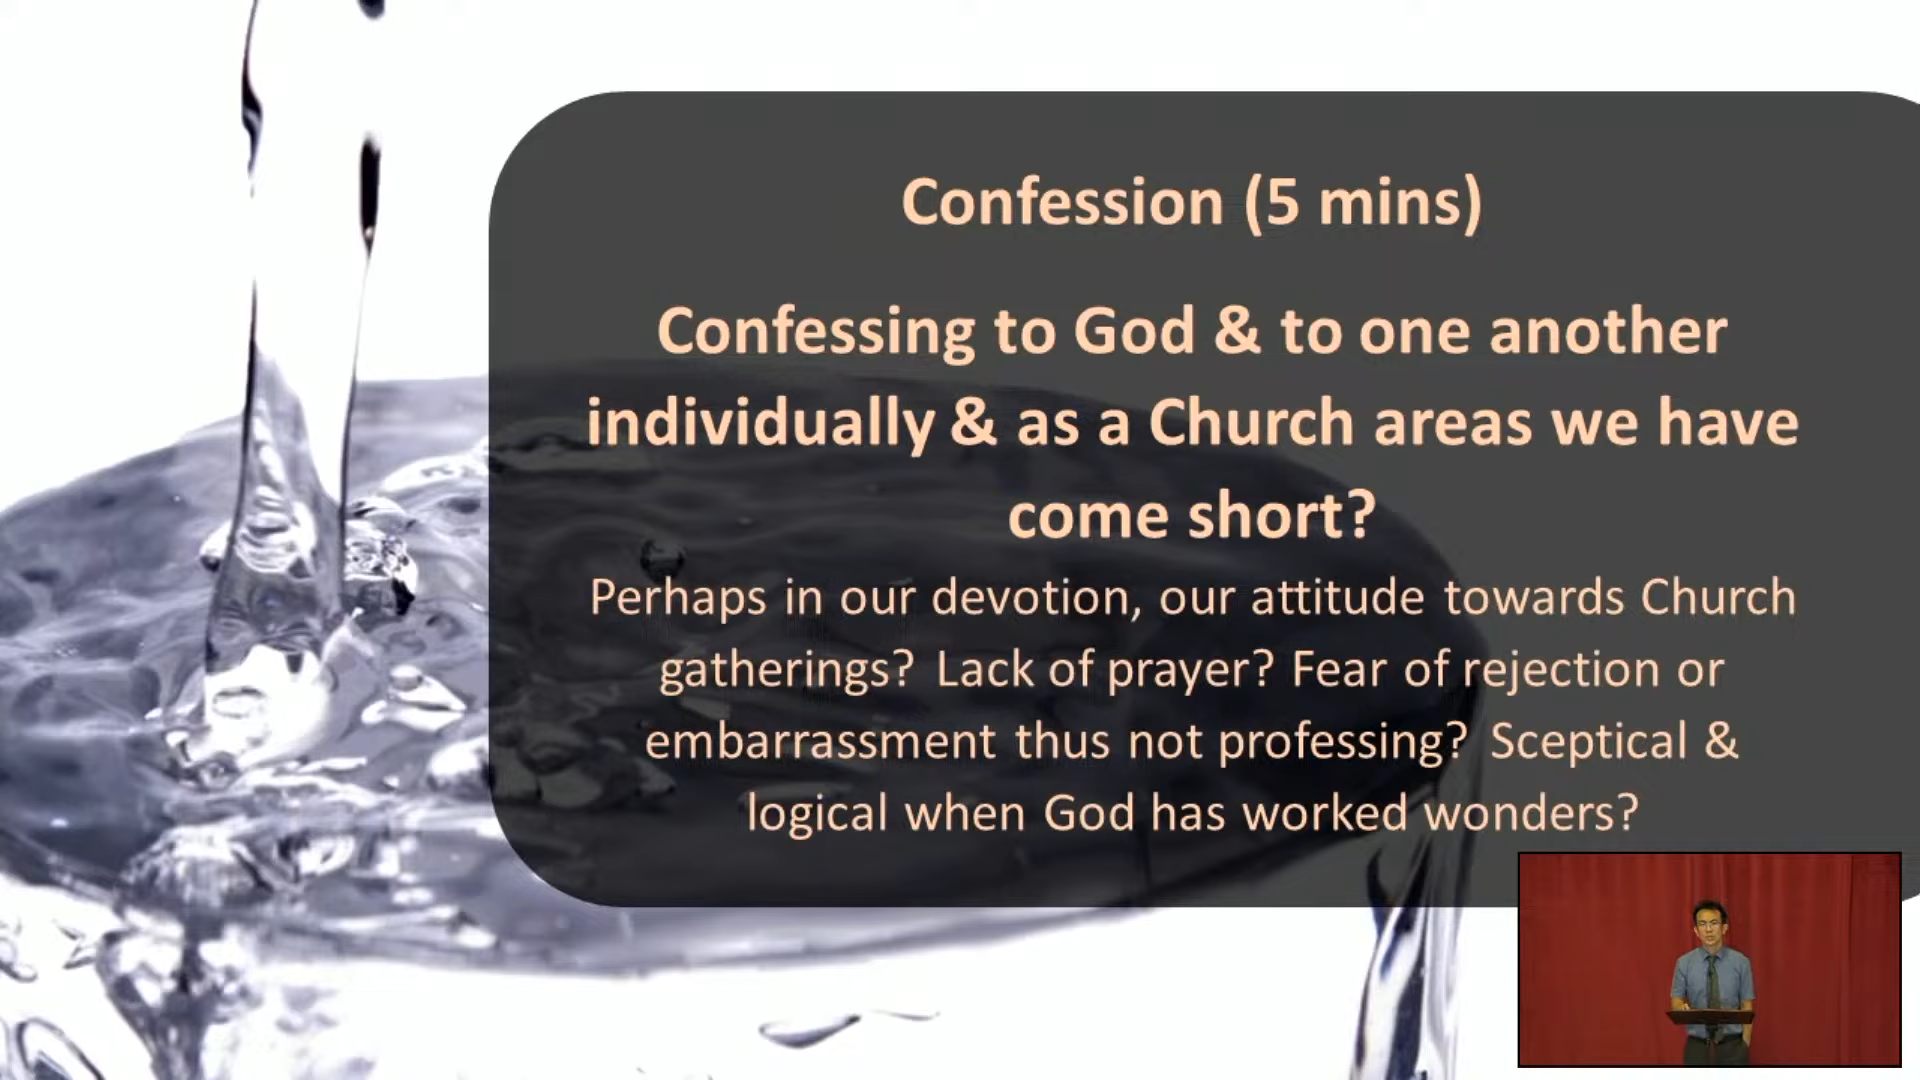 Confession (5 mins)
Confessing to God & to one another
individually & as a Church areas we have
come short?
Perhaps in our devotion, our attitude towards Church
gatherings? Lack of prayer? Fear of rejection or
embarrassment thus not professing? Sceptical &
logical when God has worked wonders?